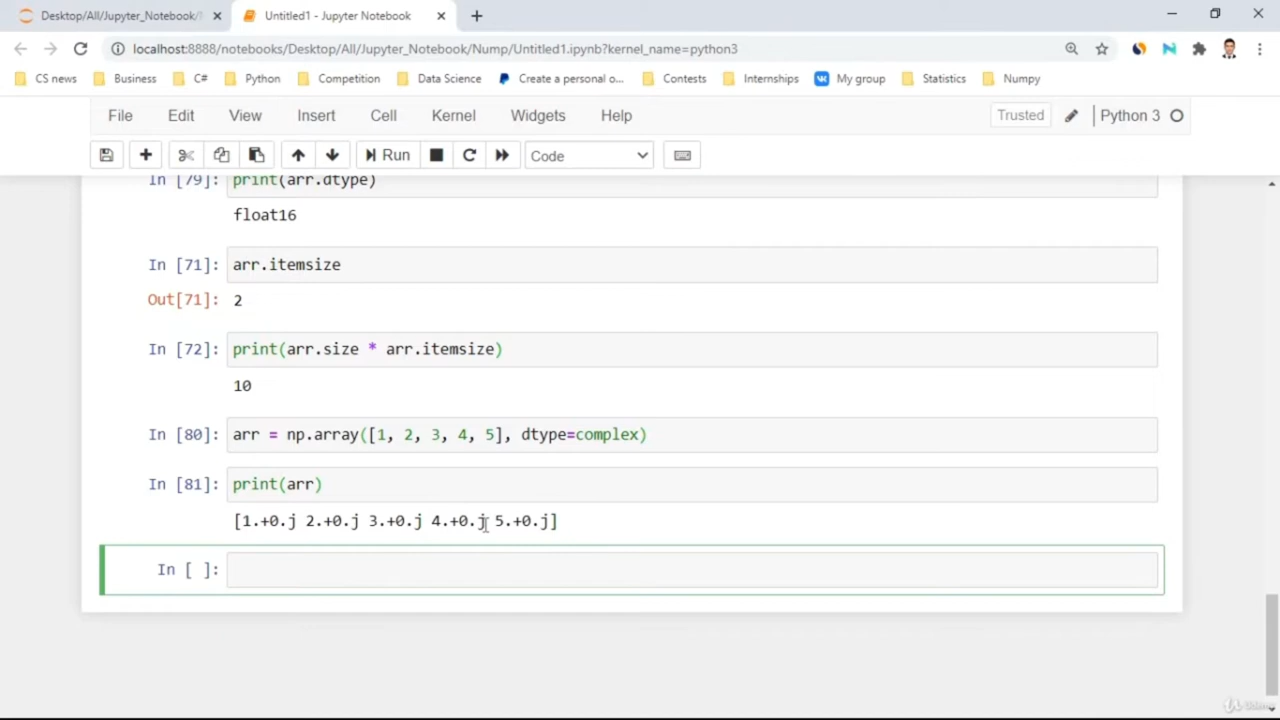 Desktop/All/Jupyter_Notebook/
Untitled1 - Jupyter Notebook
localhost:8888/notebooks/Desktop/All/Jupyter_Notebook/Nump/Untitled1.ipynb?kernel_name=python3
CS news Business C# Python Competition Data Science Create a personal o... Contests Internships My group Statistics Numpy
File Edit View Insert Cell Kernel Widgets Help Trusted Python 3
Run Code
In [79]: print(arr.dtype)
float16
In [71]: arr.itemsize
Out[71]: 2
In [72]: print(arr.size * arr.itemsize)
10
In [80]: arr = np.array([1, 2, 3, 4, 5], dtype=complex)
In [81]: print(arr)
[1.+0.j 2.+0.j 3.+0.j 4.+0.j 5.+0.j]
In [ ]: